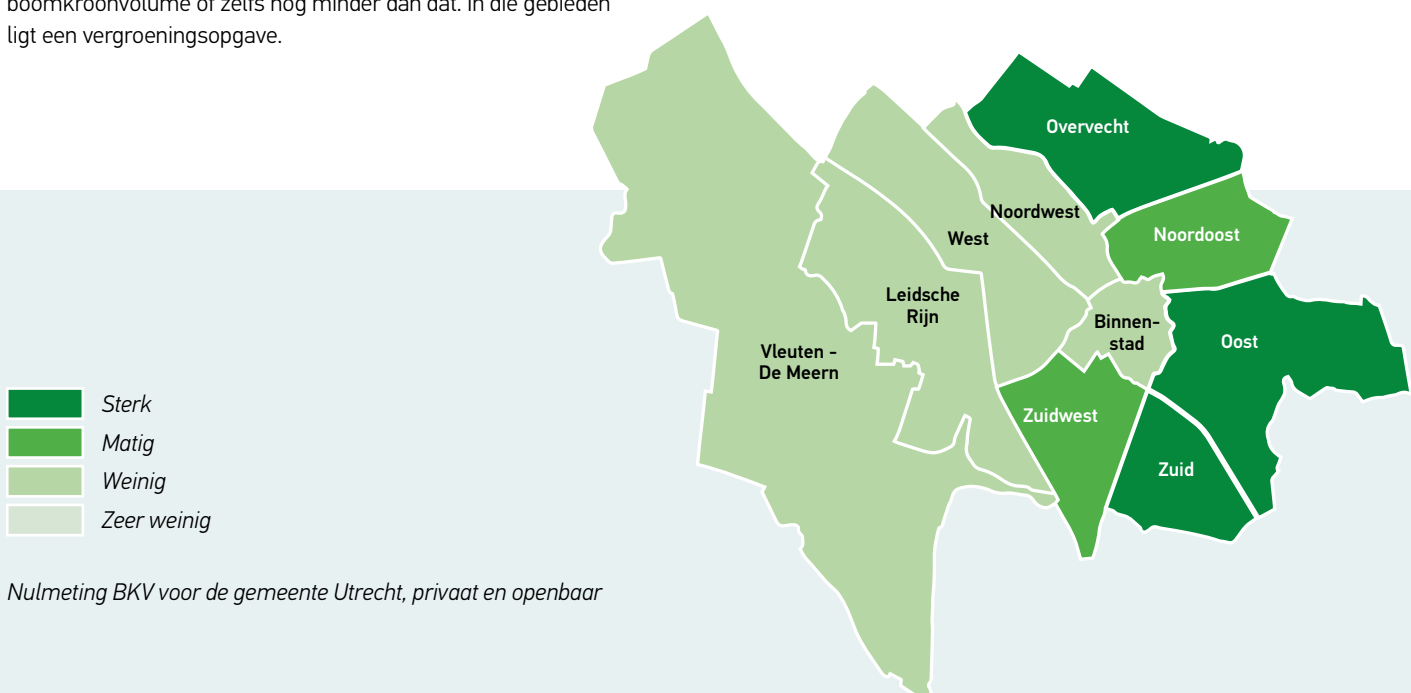 boomkroonvolume of zelfs nog minder dan dat. In die gebieden
ligt een vergroeningsopgave.
Overvecht
Noordwest
Noordoost
West
Leidsche
Rijn
Binnen-
stad
Oost
Vleuten -
De Meern
Zuidwest
Zuid
Sterk
Matig
Weinig
Zeer weinig
Nulmeting BKV voor de gemeente Utrecht, privaat en openbaar